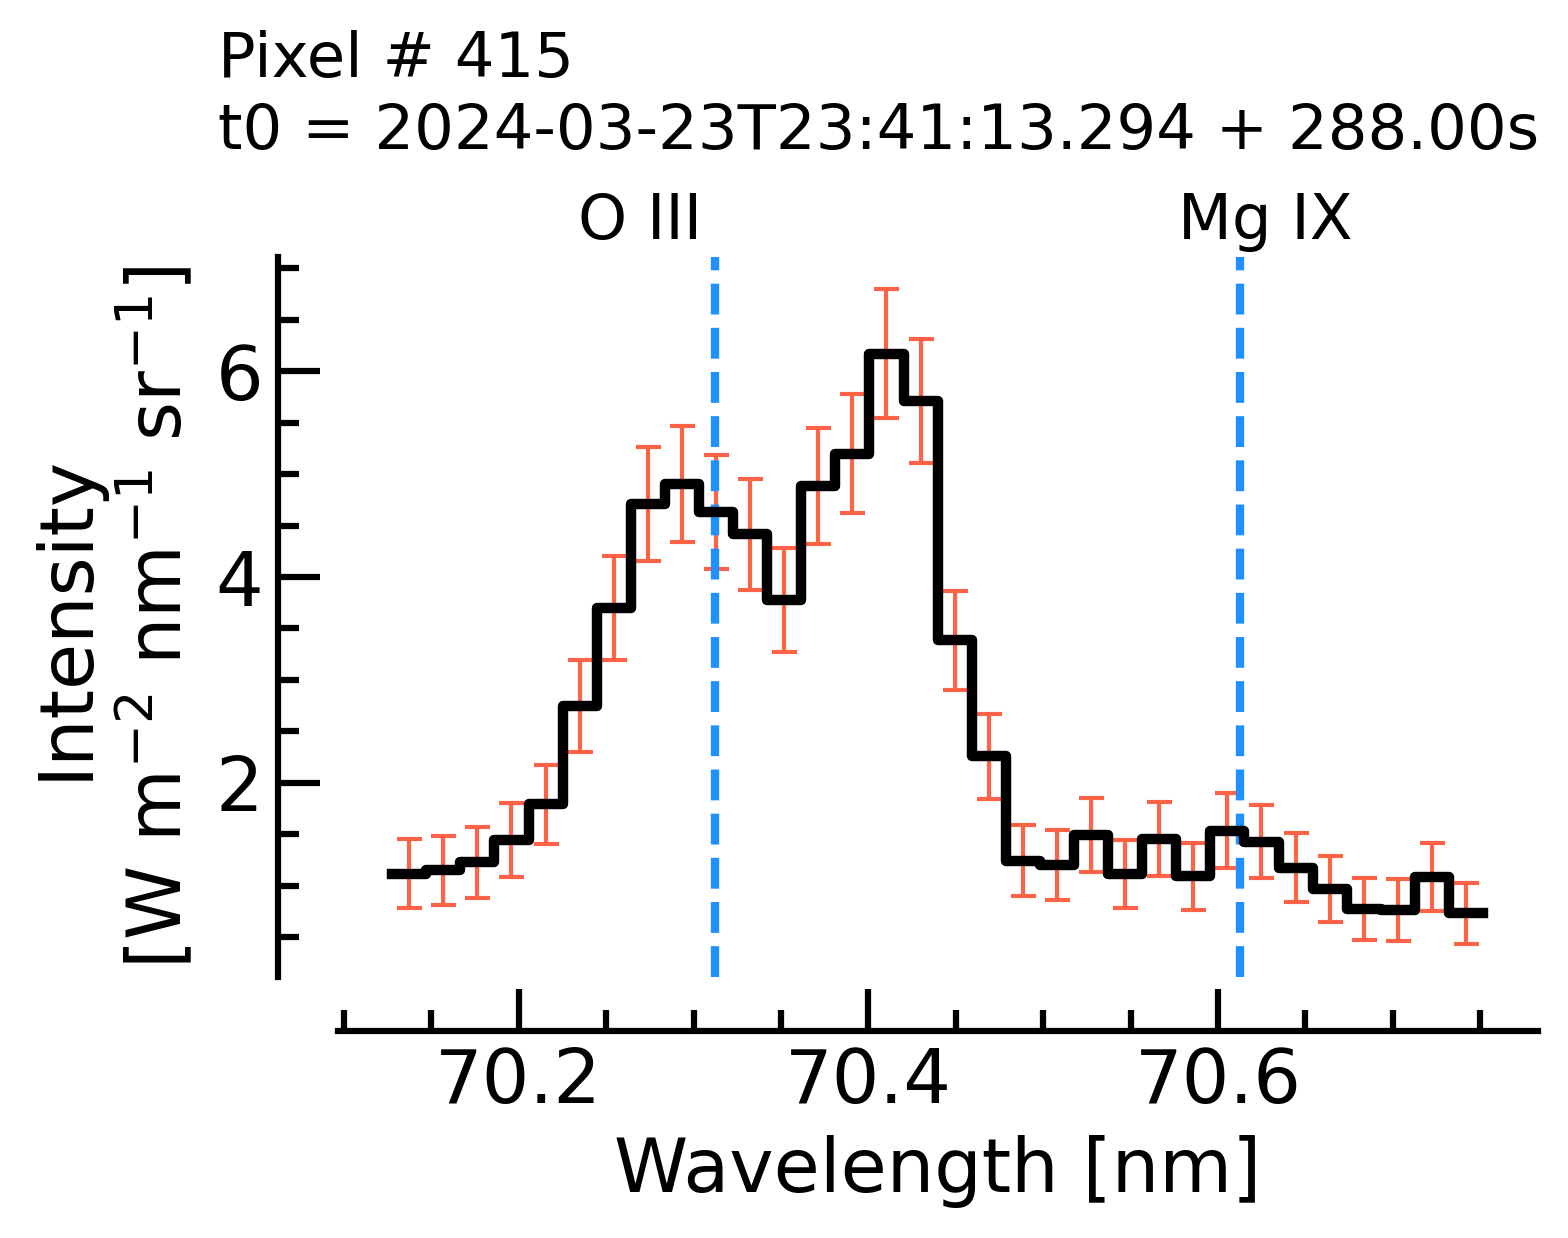 Pixel # 415
t0 = 2024-03-23T23:41:13.294 + 288.00s
O III Mg IX
Intensity
[W m⁻² nm⁻¹ sr⁻¹]
6
4
2
70.2 70.4 70.6
Wavelength [nm]